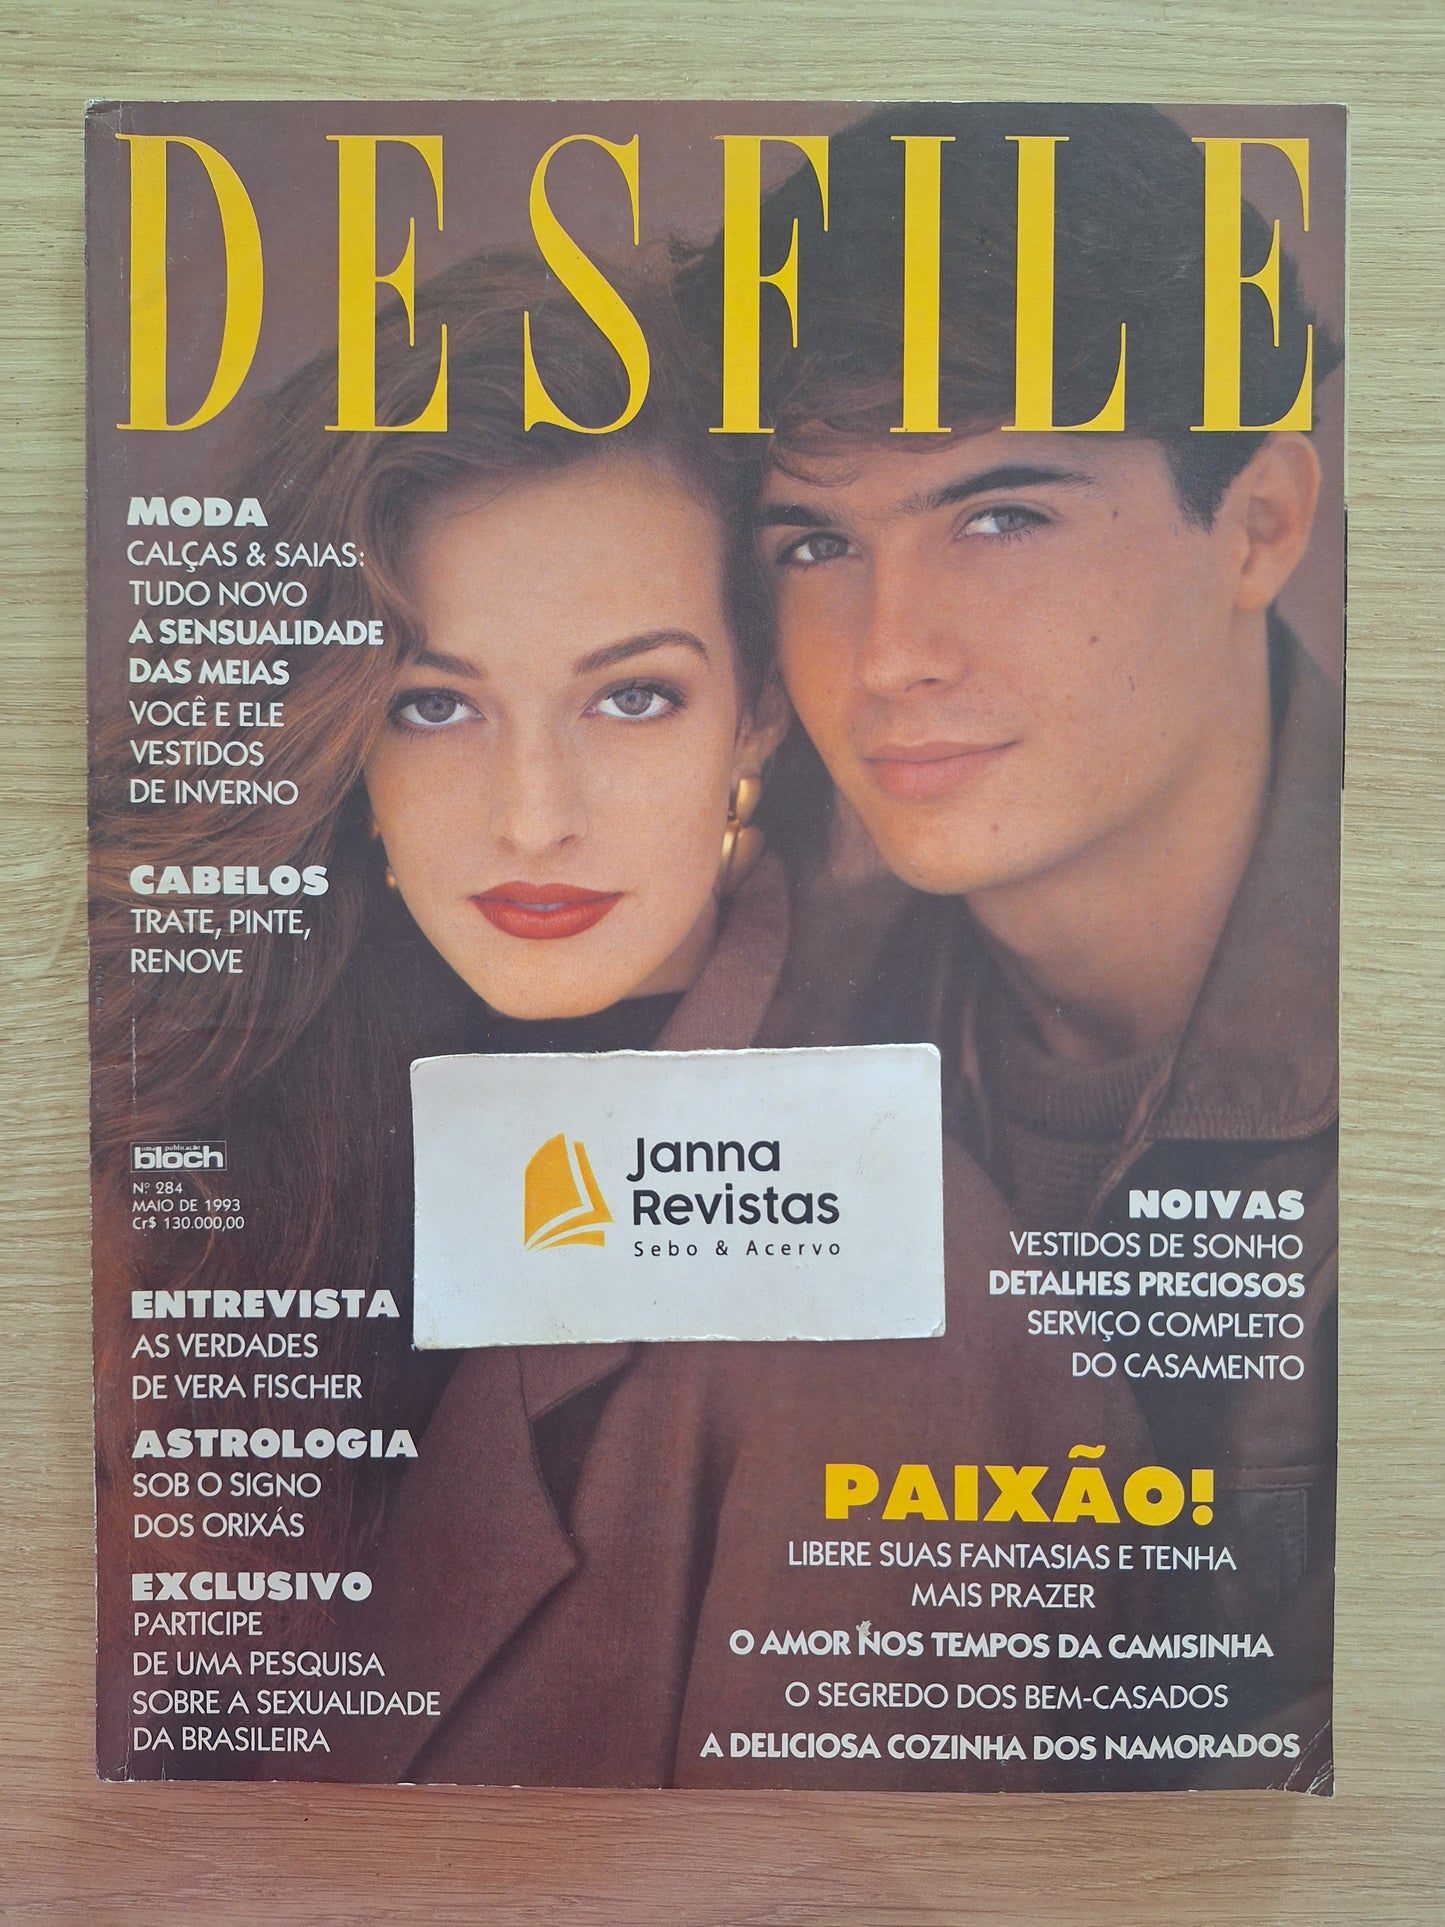 DESFILE
MODA
CALÇAS & SAIAS:
TUDO NOVO
A SENSUALIDADE
DAS MEIAS
VOCÊ E ELE
VESTIDOS
DE INVERNO
CABELOS
TRATE, PINTE,
RENOVE
uma publicação
bloch
Nº 284
MAIO DE 1993
Cr$ 130.000,00
ENTREVISTA
AS VERDADES
DE VERA FISCHER
ASTROLOGIA
SOB O SIGNO
DOS ORIXÁS
EXCLUSIVO
PARTICIPE
DE UMA PESQUISA
SOBRE A SEXUALIDADE
DA BRASILEIRA
Janna
Revistas
Sebo & Acervo
NOIVAS
VESTIDOS DE SONHO
DETALHES PRECIOSOS
SERVIÇO COMPLETO
DO CASAMENTO
PAIXÃO!
LIBERE SUAS FANTASIAS E TENHA
MAIS PRAZER
O AMOR NOS TEMPOS DA CAMISINHA
O SEGREDO DOS BEM-CASADOS
A DELICIOSA COZINHA DOS NAMORADOS